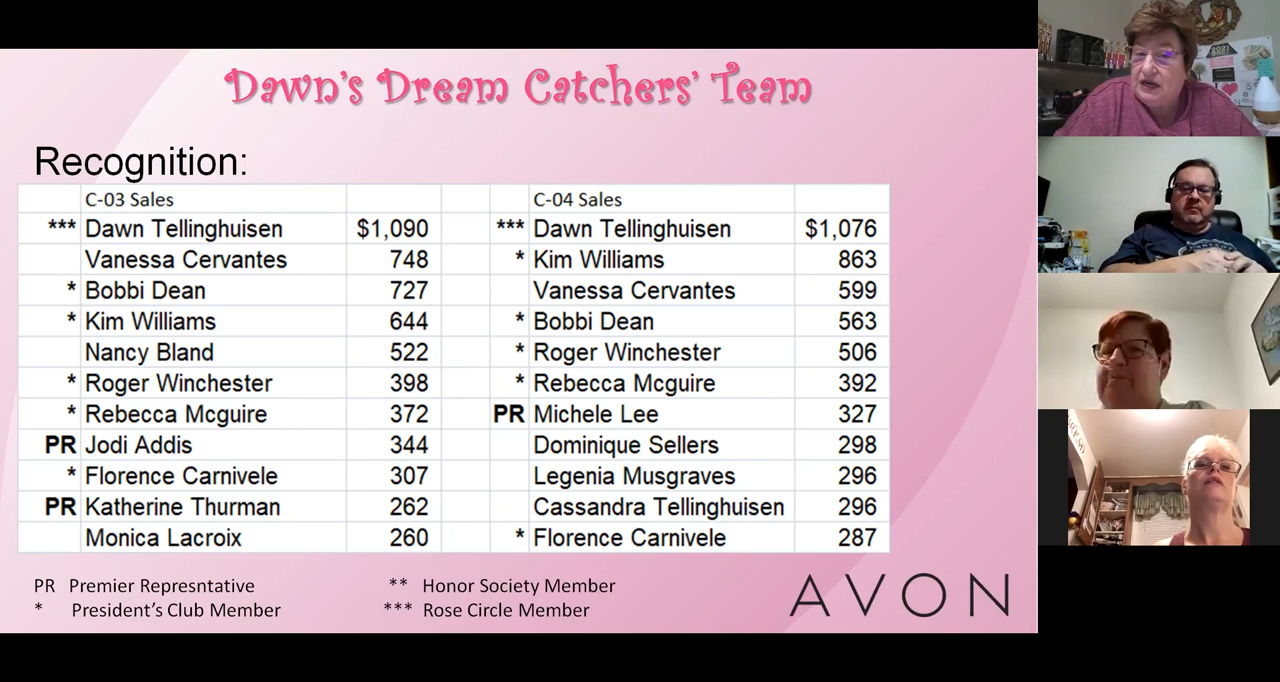 Dawn's Dream Catchers' Team
Recognition:
C-03 Sales C-04 Sales
*** Dawn Tellinghuisen $1,090 *** Dawn Tellinghuisen $1,076
Vanessa Cervantes 748 * Kim Williams 863
* Bobbi Dean 727 Vanessa Cervantes 599
* Kim Williams 644 * Bobbi Dean 563
Nancy Bland 522 * Roger Winchester 506
* Roger Winchester 398 * Rebecca Mcguire 392
* Rebecca Mcguire 372 PR Michele Lee 327
PR Jodi Addis 344 Dominique Sellers 298
* Florence Carnivele 307 Legenia Musgraves 296
PR Katherine Thurman 262 Cassandra Tellinghuisen 296
Monica Lacroix 260 * Florence Carnivele 287
PR Premier Represntative ** Honor Society Member
* President's Club Member *** Rose Circle Member
AVON
2021
I